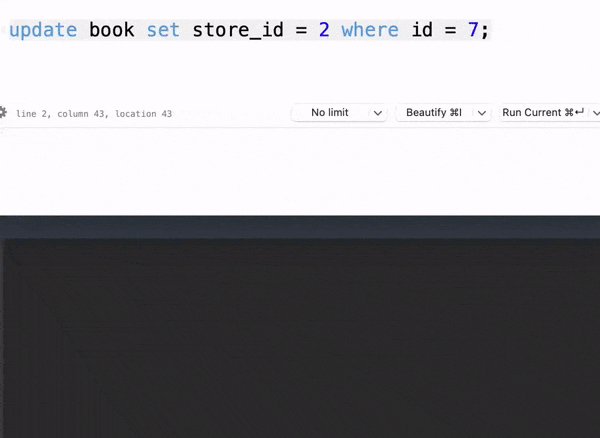 update book set store_id = 2 where id = 7;
line 2, column 43, location 43
No limit
Beautify ⌘I
Run Current ⌘↵